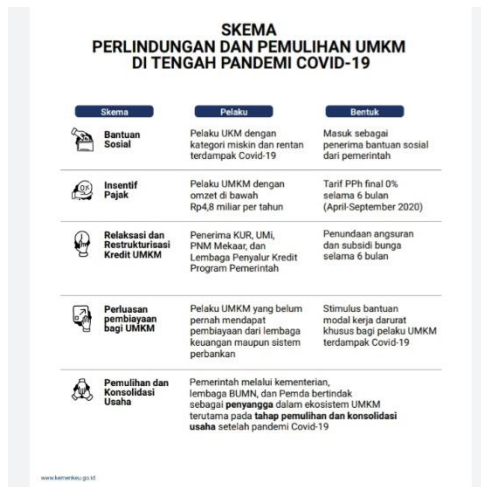 SKEMA
PERLINDUNGAN DAN PEMULIHAN UMKM
DI TENGAH PANDEMI COVID-19
Skema
Pelaku
Bentuk
Bantuan
Sosial
Pelaku UKM dengan
kategori miskin dan rentan
terdampak Covid-19
Masuk sebagai
penerima bantuan sosial
dari pemerintah
Insentif
Pajak
Pelaku UMKM dengan
omzet di bawah
Rp4,8 miliar per tahun
Tarif PPh final 0%
selama 6 bulan
(April-September 2020)
Relaksasi dan
Restrukturisasi
Kredit UMKM
Penerima KUR, UMi,
PNM Mekaar, dan
Lembaga Penyalur Kredit
Program Pemerintah
Penundaan angsuran
dan subsidi bunga
selama 6 bulan
Perluasan
pembiayaan
bagi UMKM
Pelaku UMKM yang belum
pernah mendapat
pembiayaan dari lembaga
keuangan maupun sistem
perbankan
Stimulus bantuan
modal kerja darurat
khusus bagi pelaku UMKM
terdampak Covid-19
Pemulihan dan
Konsolidasi
Usaha
Pemerintah melalui kementerian,
lembaga BUMN, dan Pemda bertindak
sebagai penyangga dalam ekosistem UMKM
terutama pada tahap pemulihan dan konsolidasi
usaha setelah pandemi Covid-19
www.kemenkeu.go.id